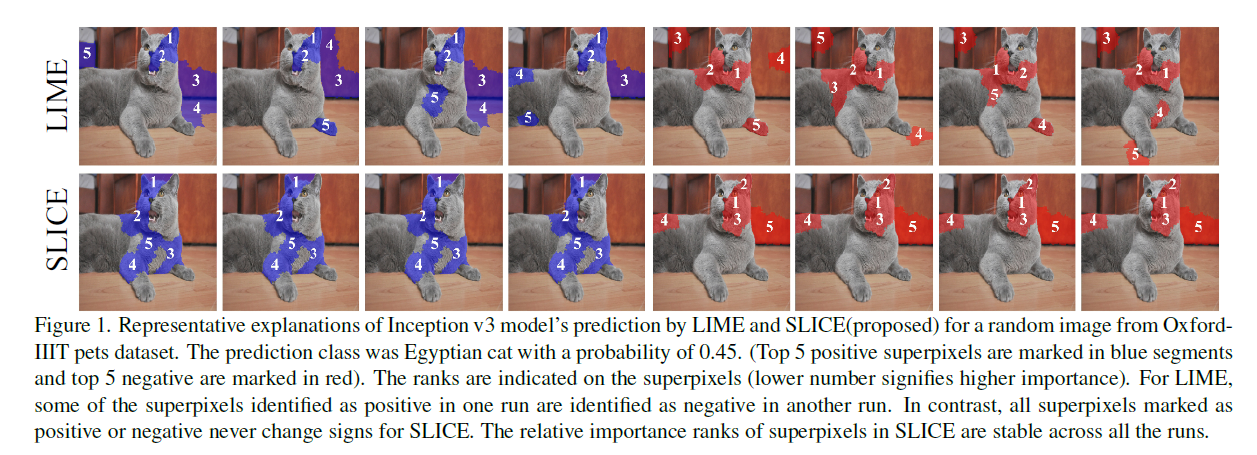 LIME
5 1 2 3 4
1 4 2 3 5
1 2 3 5 4
1 2 4 3 5
3 2 1 4 5
5 2 1 3 4
3 1 2 5 4
3 2 1 4 5
SLICE
1 2 5 3 4
1 2 5 3 4
1 2 5 3 4
1 2 5 3 4
2 1 3 4 5
2 1 3 4 5
2 1 3 4 5
2 1 3 4 5
Figure 1. Representative explanations of Inception v3 model’s prediction by LIME and SLICE(proposed) for a random image from Oxford-
IIIT pets dataset. The prediction class was Egyptian cat with a probability of 0.45. (Top 5 positive superpixels are marked in blue segments
and top 5 negative are marked in red). The ranks are indicated on the superpixels (lower number signifies higher importance). For LIME,
some of the superpixels identified as positive in one run are identified as negative in another run. In contrast, all superpixels marked as
positive or negative never change signs for SLICE. The relative importance ranks of superpixels in SLICE are stable across all the runs.